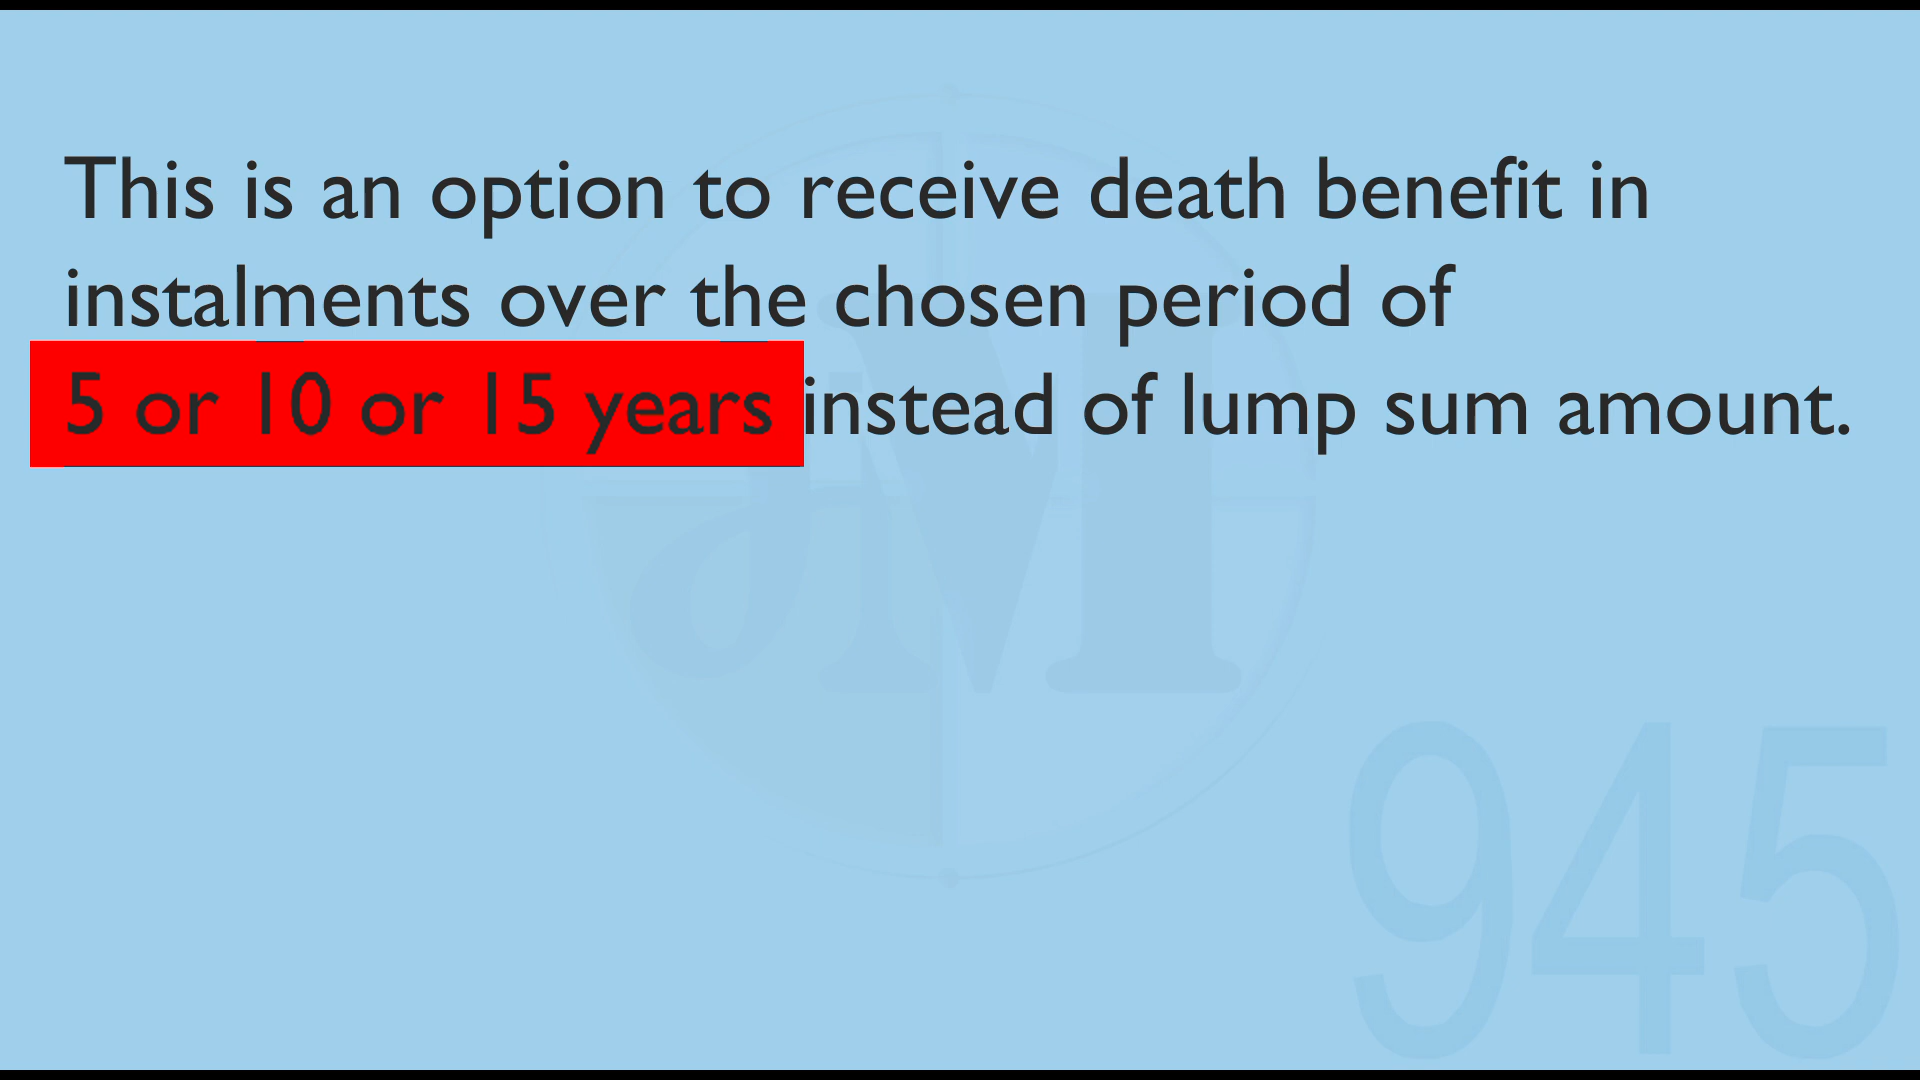 This is an option to receive death benefit in
instalments over the chosen period of
5 or 10 or 15 years instead of lump sum amount.
aM
945